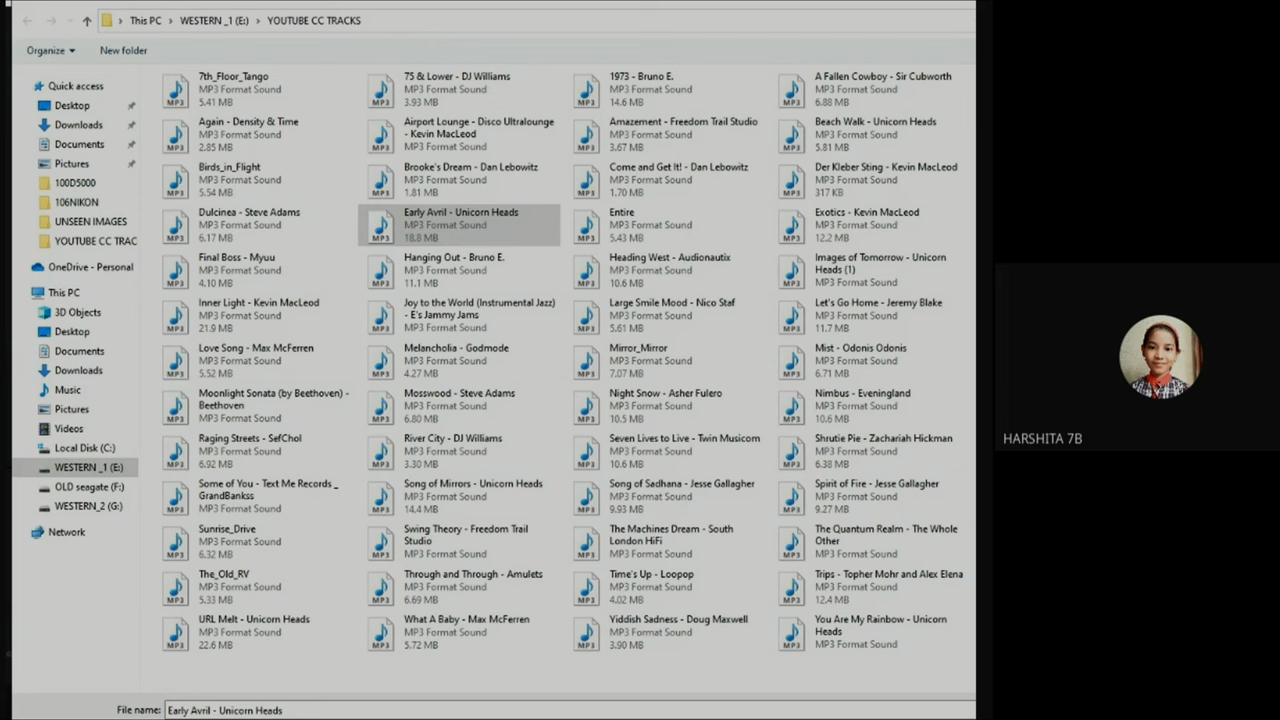 This PC > WESTERN _1 (E:) > YOUTUBE CC TRACKS
Organize
New folder
Quick access
Desktop
Downloads
Documents
Pictures
100D5000
106NIKON
UNSEEN IMAGES
YOUTUBE CC TRAC
OneDrive - Personal
This PC
3D Objects
Desktop
Documents
Downloads
Music
Pictures
Videos
Local Disk (C:)
WESTERN _1 (E:)
OLD seagate (F:)
WESTERN_2 (G:)
Network
7th_Floor_Tango
MP3 Format Sound
5.41 MB
75 & Lower - DJ Williams
MP3 Format Sound
3.93 MB
1973 - Bruno E.
MP3 Format Sound
14.6 MB
A Fallen Cowboy - Sir Cubworth
MP3 Format Sound
6.88 MB
Again - Density & Time
MP3 Format Sound
2.85 MB
Airport Lounge - Disco Ultralounge
- Kevin MacLeod
MP3 Format Sound
Amazement - Freedom Trail Studio
MP3 Format Sound
3.67 MB
Beach Walk - Unicorn Heads
MP3 Format Sound
5.81 MB
Birds_in_Flight
MP3 Format Sound
5.54 MB
Brooke's Dream - Dan Lebowitz
MP3 Format Sound
1.81 MB
Come and Get It! - Dan Lebowitz
MP3 Format Sound
1.70 MB
Der Kleber Sting - Kevin MacLeod
MP3 Format Sound
317 KB
Dulcinea - Steve Adams
MP3 Format Sound
6.17 MB
Early Avril - Unicorn Heads
MP3 Format Sound
18.8 MB
Entire
MP3 Format Sound
5.43 MB
Exotics - Kevin MacLeod
MP3 Format Sound
12.2 MB
Final Boss - Myuu
MP3 Format Sound
4.10 MB
Hanging Out - Bruno E.
MP3 Format Sound
11.1 MB
Heading West - Audionautix
MP3 Format Sound
10.6 MB
Images of Tomorrow - Unicorn
Heads (1)
MP3 Format Sound
Inner Light - Kevin MacLeod
MP3 Format Sound
21.9 MB
Joy to the World (Instrumental Jazz)
- E's Jammy Jams
MP3 Format Sound
Large Smile Mood - Nico Staf
MP3 Format Sound
5.61 MB
Let's Go Home - Jeremy Blake
MP3 Format Sound
11.7 MB
Love Song - Max McFerren
MP3 Format Sound
5.52 MB
Melancholia - Godmode
MP3 Format Sound
4.27 MB
Mirror_Mirror
MP3 Format Sound
7.07 MB
Mist - Odonis Odonis
MP3 Format Sound
6.71 MB
Moonlight Sonata (by Beethoven) -
Beethoven
MP3 Format Sound
Mosswood - Steve Adams
MP3 Format Sound
6.80 MB
Night Snow - Asher Fulero
MP3 Format Sound
10.5 MB
Nimbus - Eveningland
MP3 Format Sound
10.6 MB
Raging Streets - SefChol
MP3 Format Sound
6.92 MB
River City - DJ Williams
MP3 Format Sound
3.30 MB
Seven Lives to Live - Twin Musicom
MP3 Format Sound
10.6 MB
Shrutie Pie - Zachariah Hickman
MP3 Format Sound
6.38 MB
Some of You - Text Me Records _
GrandBankss
MP3 Format Sound
Song of Mirrors - Unicorn Heads
MP3 Format Sound
14.4 MB
Song of Sadhana - Jesse Gallagher
MP3 Format Sound
9.93 MB
Spirit of Fire - Jesse Gallagher
MP3 Format Sound
9.27 MB
Sunrise_Drive
MP3 Format Sound
6.32 MB
Swing Theory - Freedom Trail
Studio
MP3 Format Sound
The Machines Dream - South
London HiFi
MP3 Format Sound
The Quantum Realm - The Whole
Other
MP3 Format Sound
The_Old_RV
MP3 Format Sound
5.33 MB
Through and Through - Amulets
MP3 Format Sound
6.69 MB
Time's Up - Loopop
MP3 Format Sound
4.02 MB
Trips - Topher Mohr and Alex Elena
MP3 Format Sound
12.4 MB
URL Melt - Unicorn Heads
MP3 Format Sound
22.6 MB
What A Baby - Max McFerren
MP3 Format Sound
5.72 MB
Yiddish Sadness - Doug Maxwell
MP3 Format Sound
3.90 MB
You Are My Rainbow - Unicorn
Heads
MP3 Format Sound
File name: Early Avril - Unicorn Heads
HARSHITA 7B